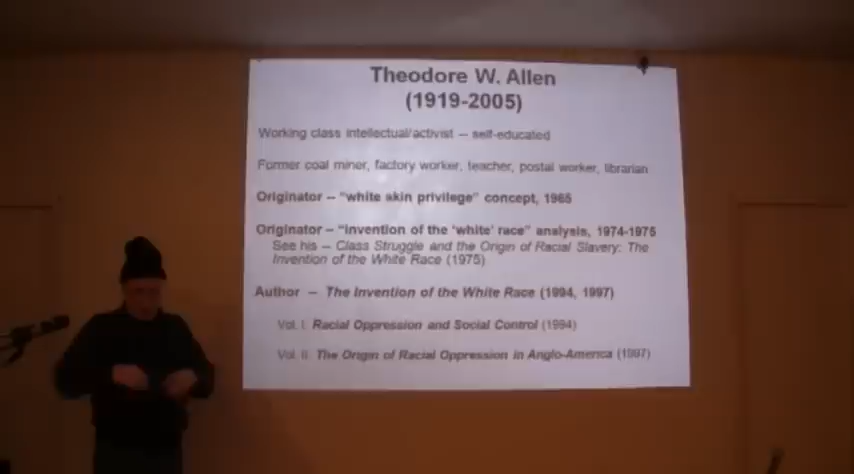 Theodore W. Allen
(1919-2005)
Working class intellectual/activist – self-educated
Former coal miner, factory worker, teacher, postal worker, librarian
Originator – "white skin privilege" concept, 1965
Originator – "invention of the 'white' race" analysis, 1974-1975
See his – Class Struggle and the Origin of Racial Slavery: The
Invention of the White Race (1975)
Author – The Invention of the White Race (1994, 1997)
Vol. I: Racial Oppression and Social Control (1994)
Vol. II: The Origin of Racial Oppression in Anglo-America (1997)